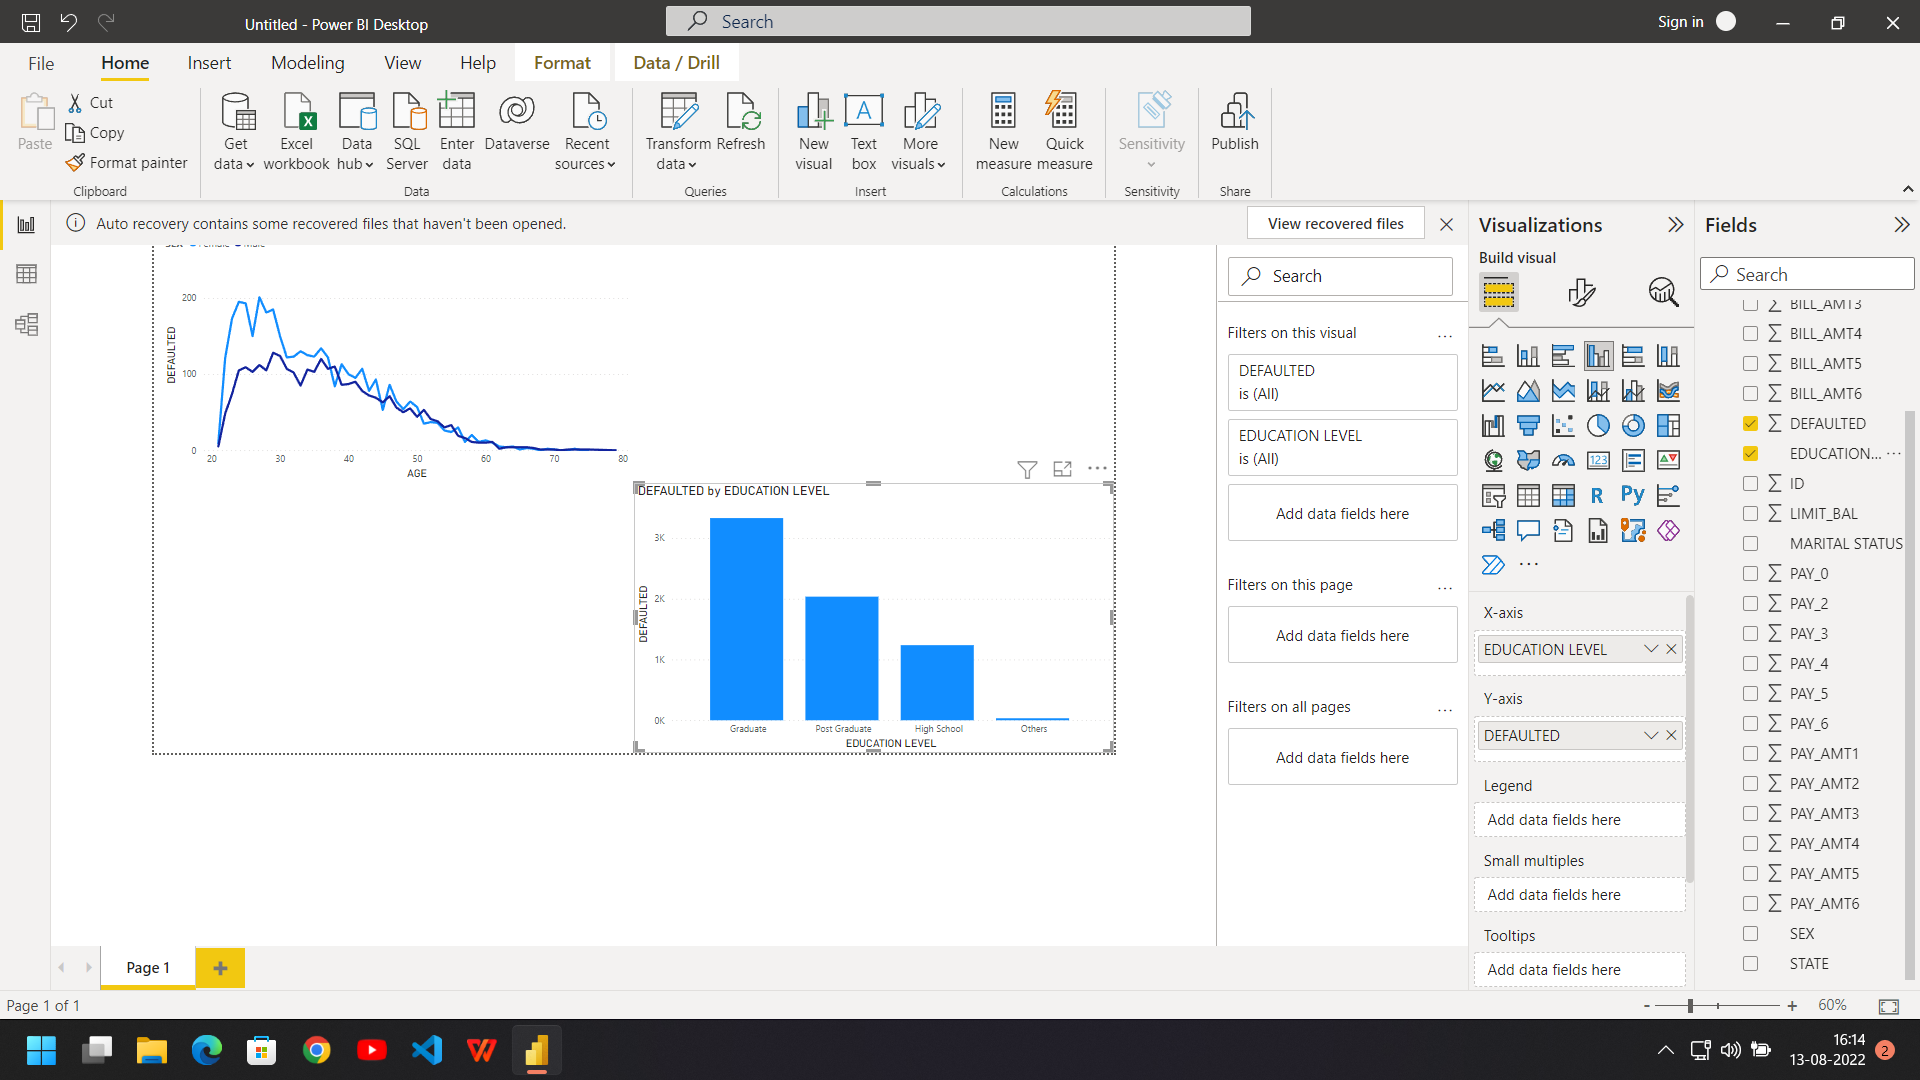 Untitled - Power BI Desktop
Search
Sign in
File
Home
Insert
Modeling
View
Help
Format
Data / Drill
Paste
Cut
Copy
Format painter
Clipboard
Get data
Excel workbook
Data hub
SQL Server
Enter data
Dataverse
Recent sources
Data
Transform data
Refresh
Queries
New visual
Text box
More visuals
Insert
New measure
Quick measure
Calculations
Sensitivity
Sensitivity
Publish
Share
Auto recovery contains some recovered files that haven't been opened.
View recovered files
SEX Female Male
200
100
0
DEFAULTED
20 30 40 50 60 70 80
AGE
DEFAULTED by EDUCATION LEVEL
3K
2K
1K
0K
DEFAULTED
Graduate Post Graduate High School Others
EDUCATION LEVEL
Search
Filters on this visual
DEFAULTED
is (All)
EDUCATION LEVEL
is (All)
Add data fields here
Filters on this page
Add data fields here
Filters on all pages
Add data fields here
Visualizations
Build visual
123
R
Py
X-axis
EDUCATION LEVEL
Y-axis
DEFAULTED
Legend
Add data fields here
Small multiples
Add data fields here
Tooltips
Add data fields here
Fields
Search
BILL_AMT3
BILL_AMT4
BILL_AMT5
BILL_AMT6
DEFAULTED
EDUCATION...
ID
LIMIT_BAL
MARITAL STATUS
PAY_0
PAY_2
PAY_3
PAY_4
PAY_5
PAY_6
PAY_AMT1
PAY_AMT2
PAY_AMT3
PAY_AMT4
PAY_AMT5
PAY_AMT6
SEX
STATE
Page 1
Page 1 of 1
- + 60%
16:14
13-08-2022
2